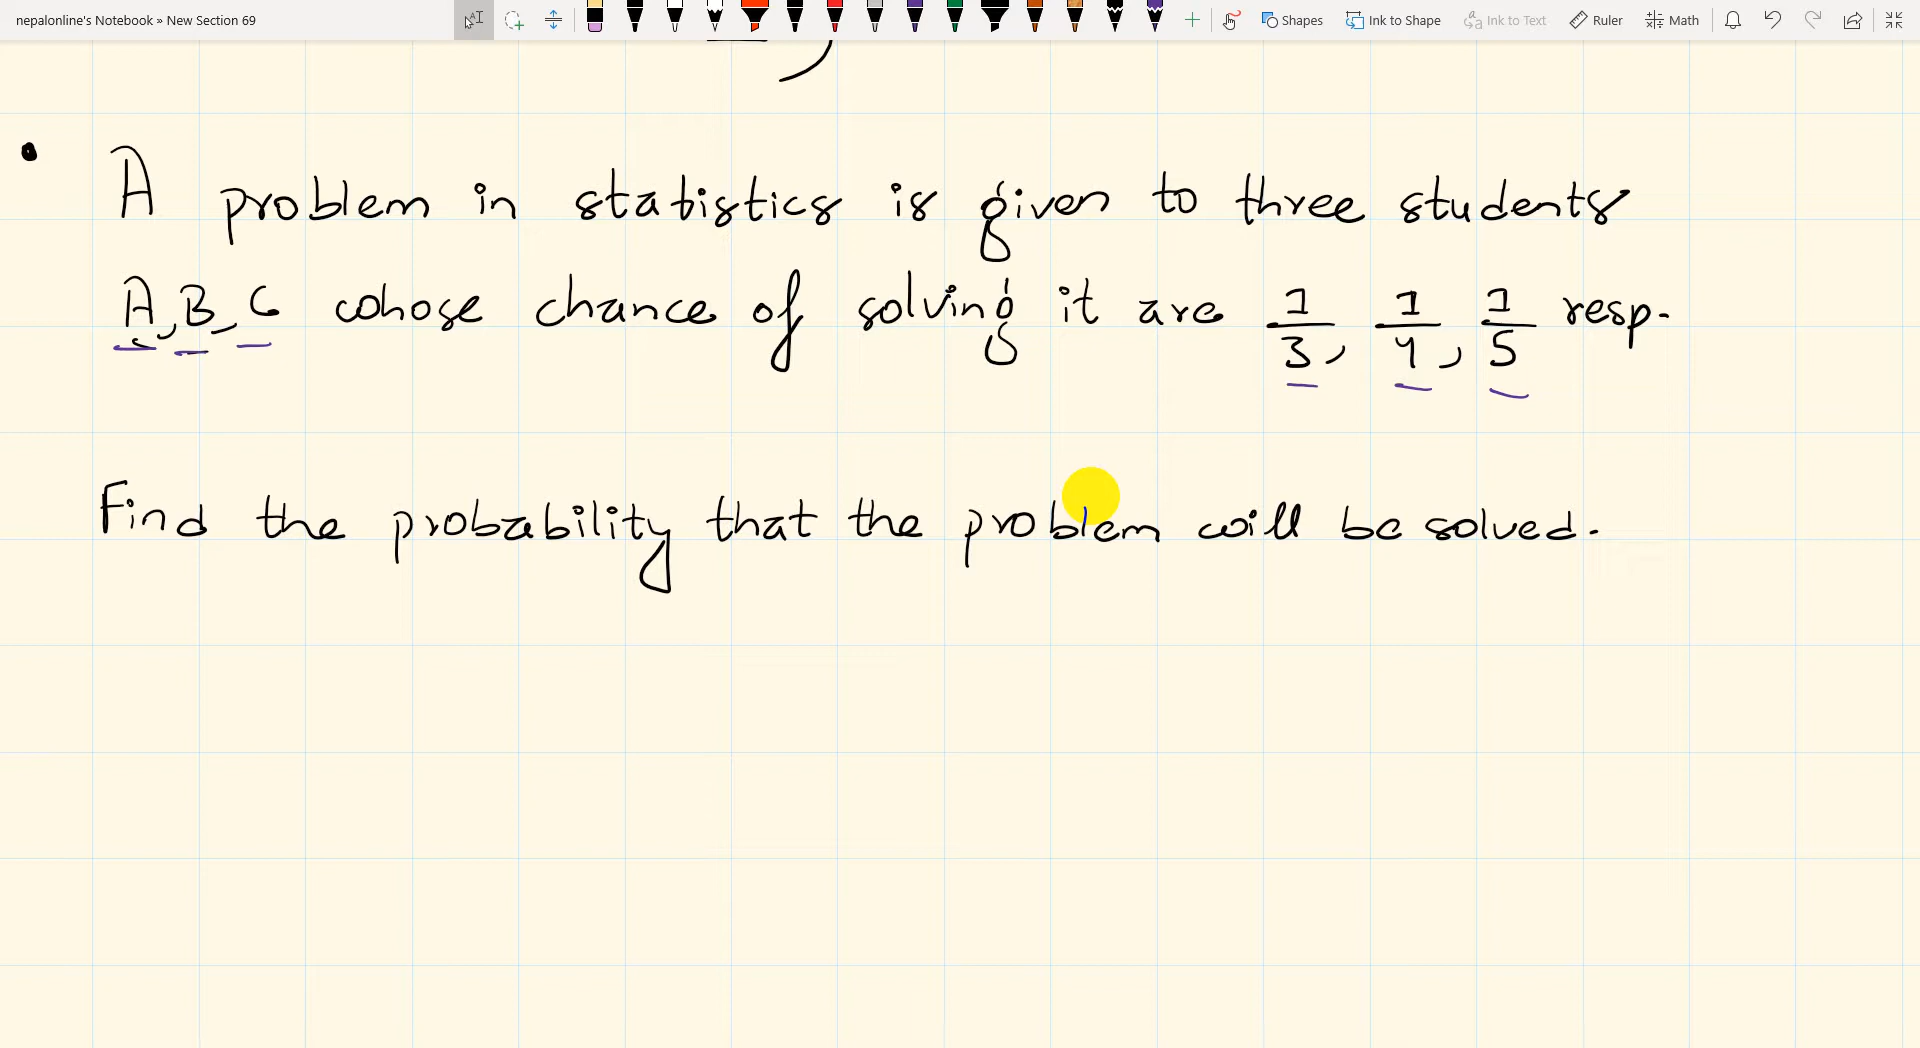 nepalonline's Notebook » New Section 69
Shapes Ink to Shape Ink to Text Ruler Math
A problem in statistics is given to three students
A, B, C whose chance of solving it are 1/3, 1/4, 1/5 resp.
Find the probability that the problem will be solved.